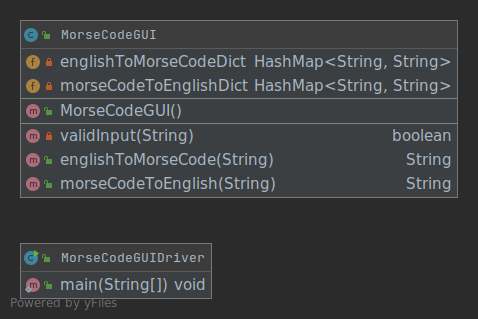 MorseCodeGUI
englishToMorseCodeDict HashMap<String, String>
morseCodeToEnglishDict HashMap<String, String>
MorseCodeGUI()
validInput(String) boolean
englishToMorseCode(String) String
morseCodeToEnglish(String) String
MorseCodeGUIDriver
main(String[]) void
Powered by yFiles